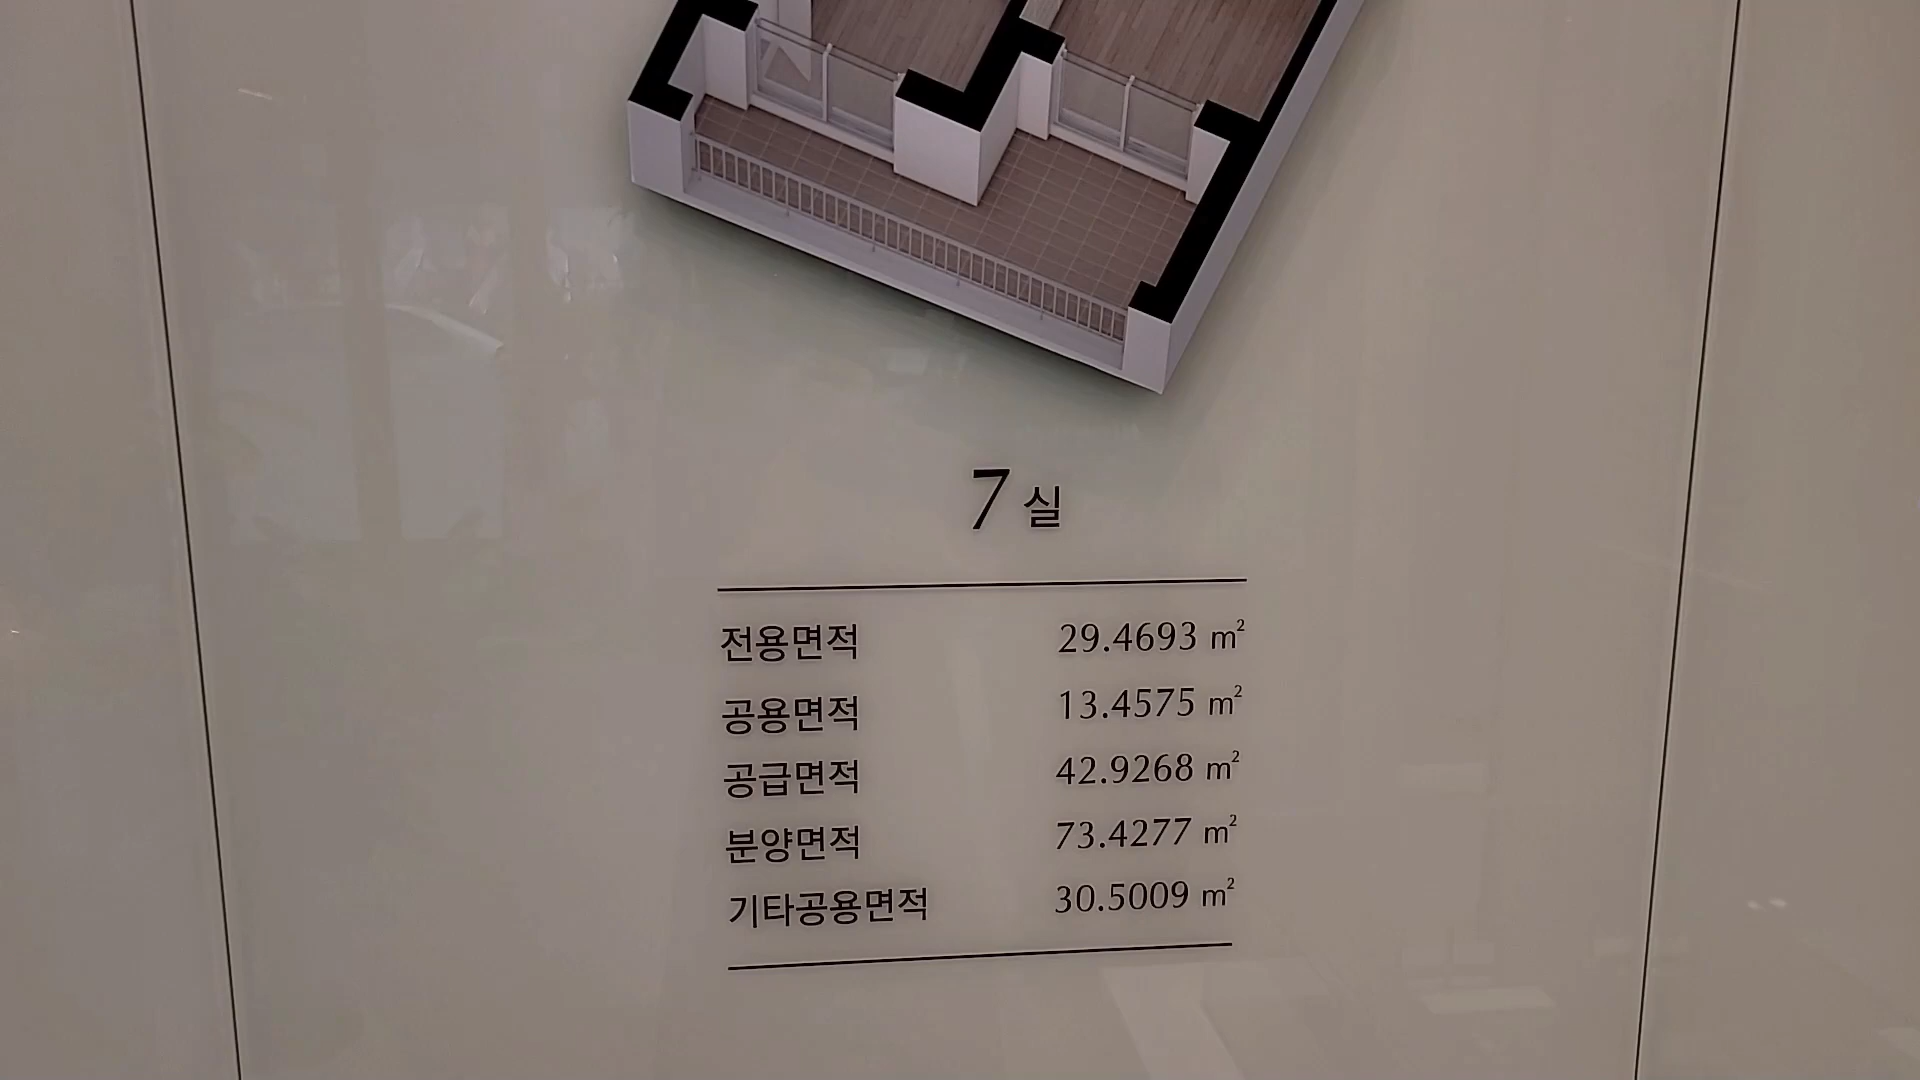 7 실
전용면적 29.4693 m²
공용면적 13.4575 m²
공급면적 42.9268 m²
분양면적 73.4277 m²
기타공용면적 30.5009 m²